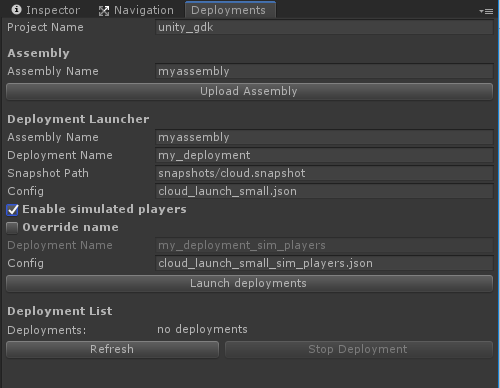 Inspector Navigation Deployments
Project Name unity_gdk
Assembly
Assembly Name myassembly
Upload Assembly
Deployment Launcher
Assembly Name myassembly
Deployment Name my_deployment
Snapshot Path snapshots/cloud.snapshot
Config cloud_launch_small.json
Enable simulated players
Override name
Deployment Name my_deployment_sim_players
Config cloud_launch_small_sim_players.json
Launch deployments
Deployment List
Deployments: no deployments
Refresh Stop Deployment